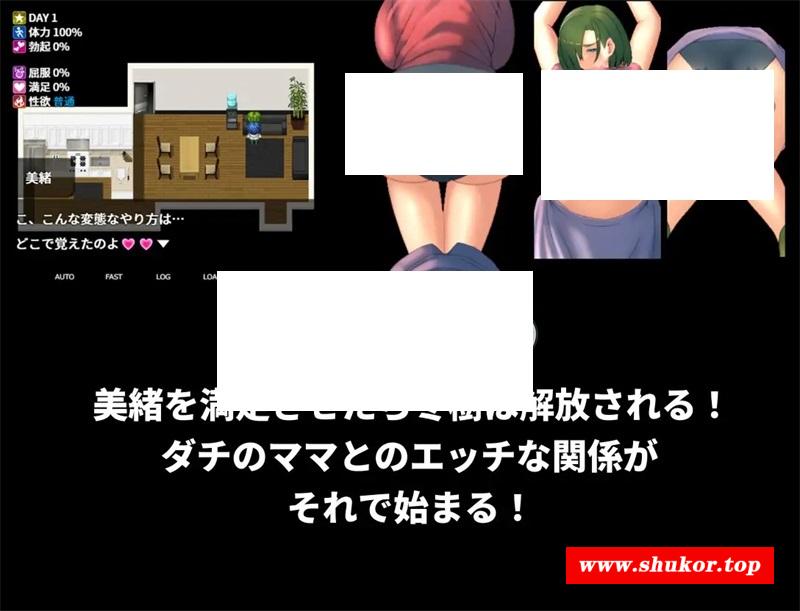 DAY 1
体力 100%
勃起 0%
屈服 0%
満足 0%
性欲 普通
美緒
こ、こんな変態なやり方は…
どこで覚えたのよ
AUTO FAST LOG
美緒を解放される！
ダチのママとのエッチな関係が
それで始まる！
www.shukor.top